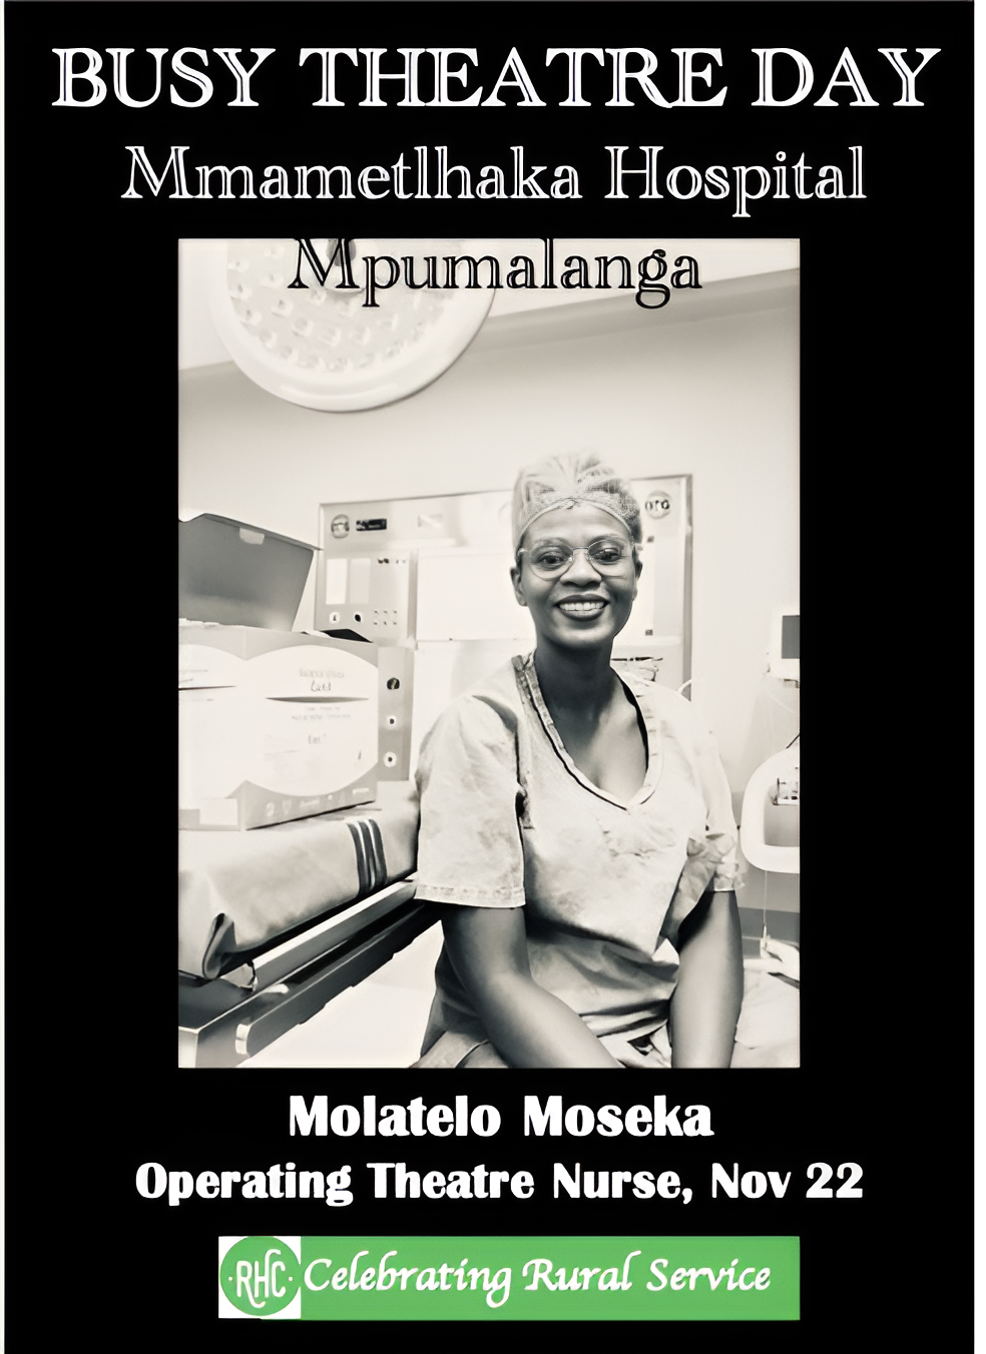 BUSY THEATRE DAY
Mmametlhaka Hospital
Mpumalanga
Molatelo Moseka
Operating Theatre Nurse, Nov 22
RHC Celebrating Rural Service